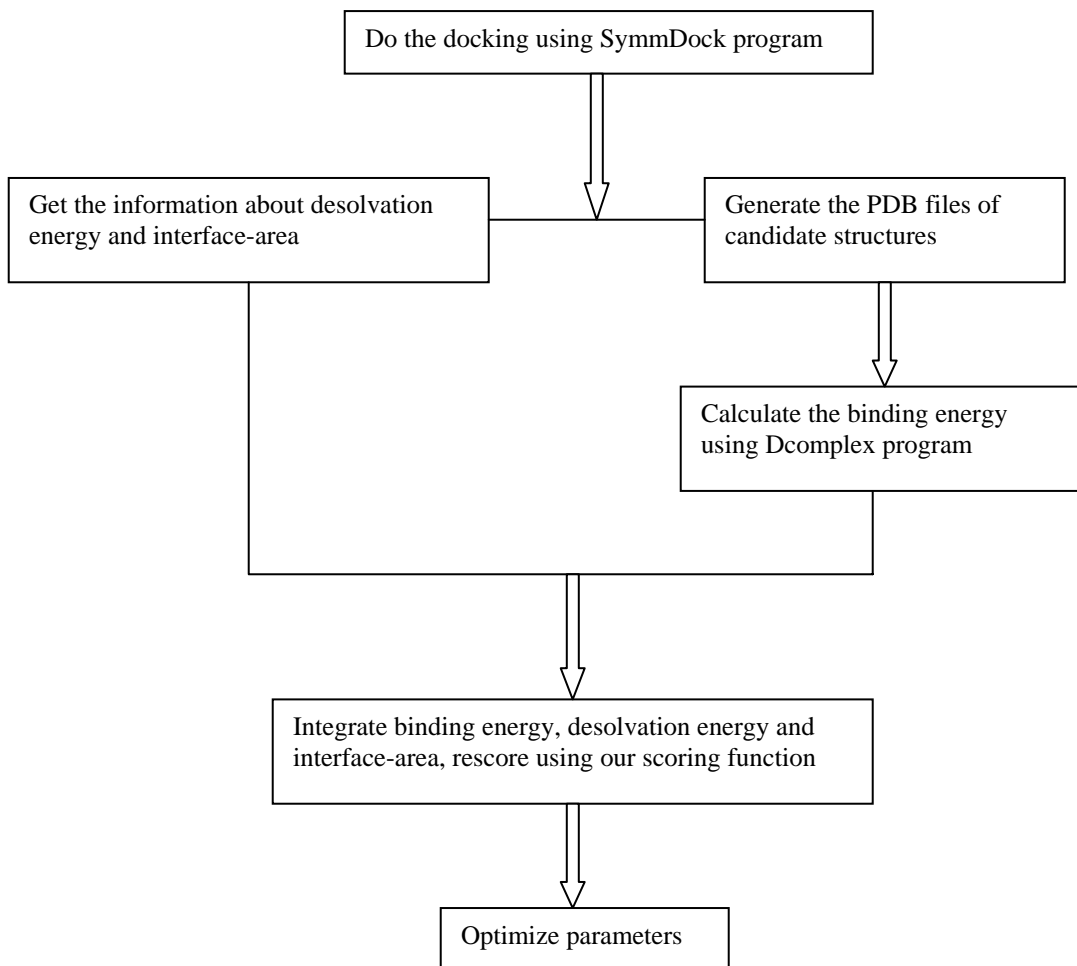 Do the docking using SymmDock program
Get the information about desolvation
energy and interface-area
Generate the PDB files of
candidate structures
Calculate the binding energy
using Dcomplex program
Integrate binding energy, desolvation energy and
interface-area, rescore using our scoring function
Optimize parameters